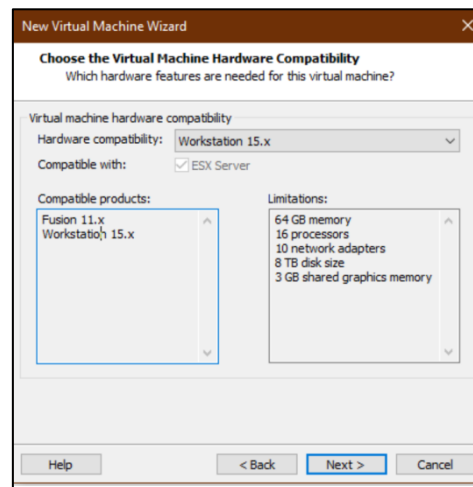 New Virtual Machine Wizard
Choose the Virtual Machine Hardware Compatibility
Which hardware features are needed for this virtual machine?
Virtual machine hardware compatibility
Hardware compatibility: Workstation 15.x
Compatible with: ESX Server
Compatible products:
Fusion 11.x
Workstation 15.x
Limitations:
64 GB memory
16 processors
10 network adapters
8 TB disk size
3 GB shared graphics memory
Help < Back Next > Cancel